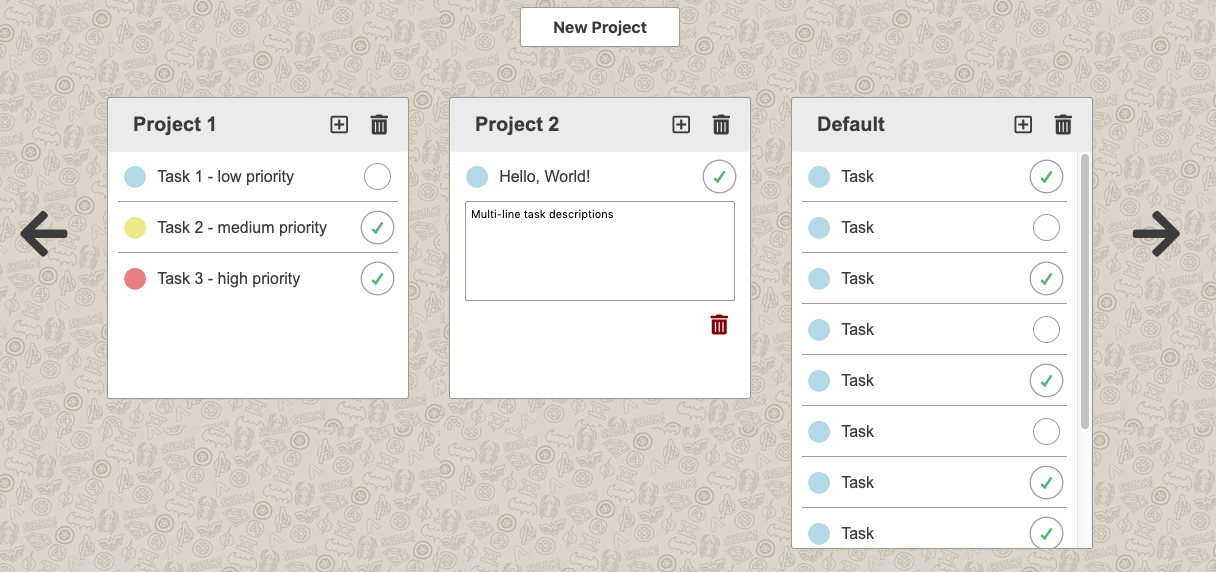 New Project
Project 1
Task 1 - low priority
Task 2 - medium priority
Task 3 - high priority
Project 2
Hello, World!
Multi-line task descriptions
Default
Task
Task
Task
Task
Task
Task
Task
Task